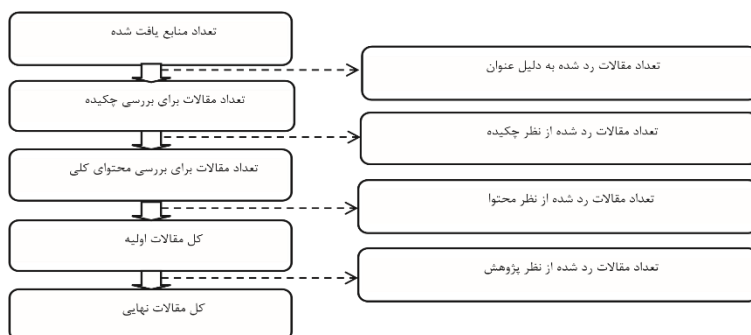 تعداد منابع یافت شده
تعداد مقالات رد شده به دلیل عنوان
تعداد مقالات برای بررسی چکیده
تعداد مقالات رد شده از نظر چکیده
تعداد مقالات برای بررسی محتوای کلی
تعداد مقالات رد شده از نظر محتوا
کل مقالات اولیه
تعداد مقالات رد شده از نظر پژوهش
کل مقالات نهایی